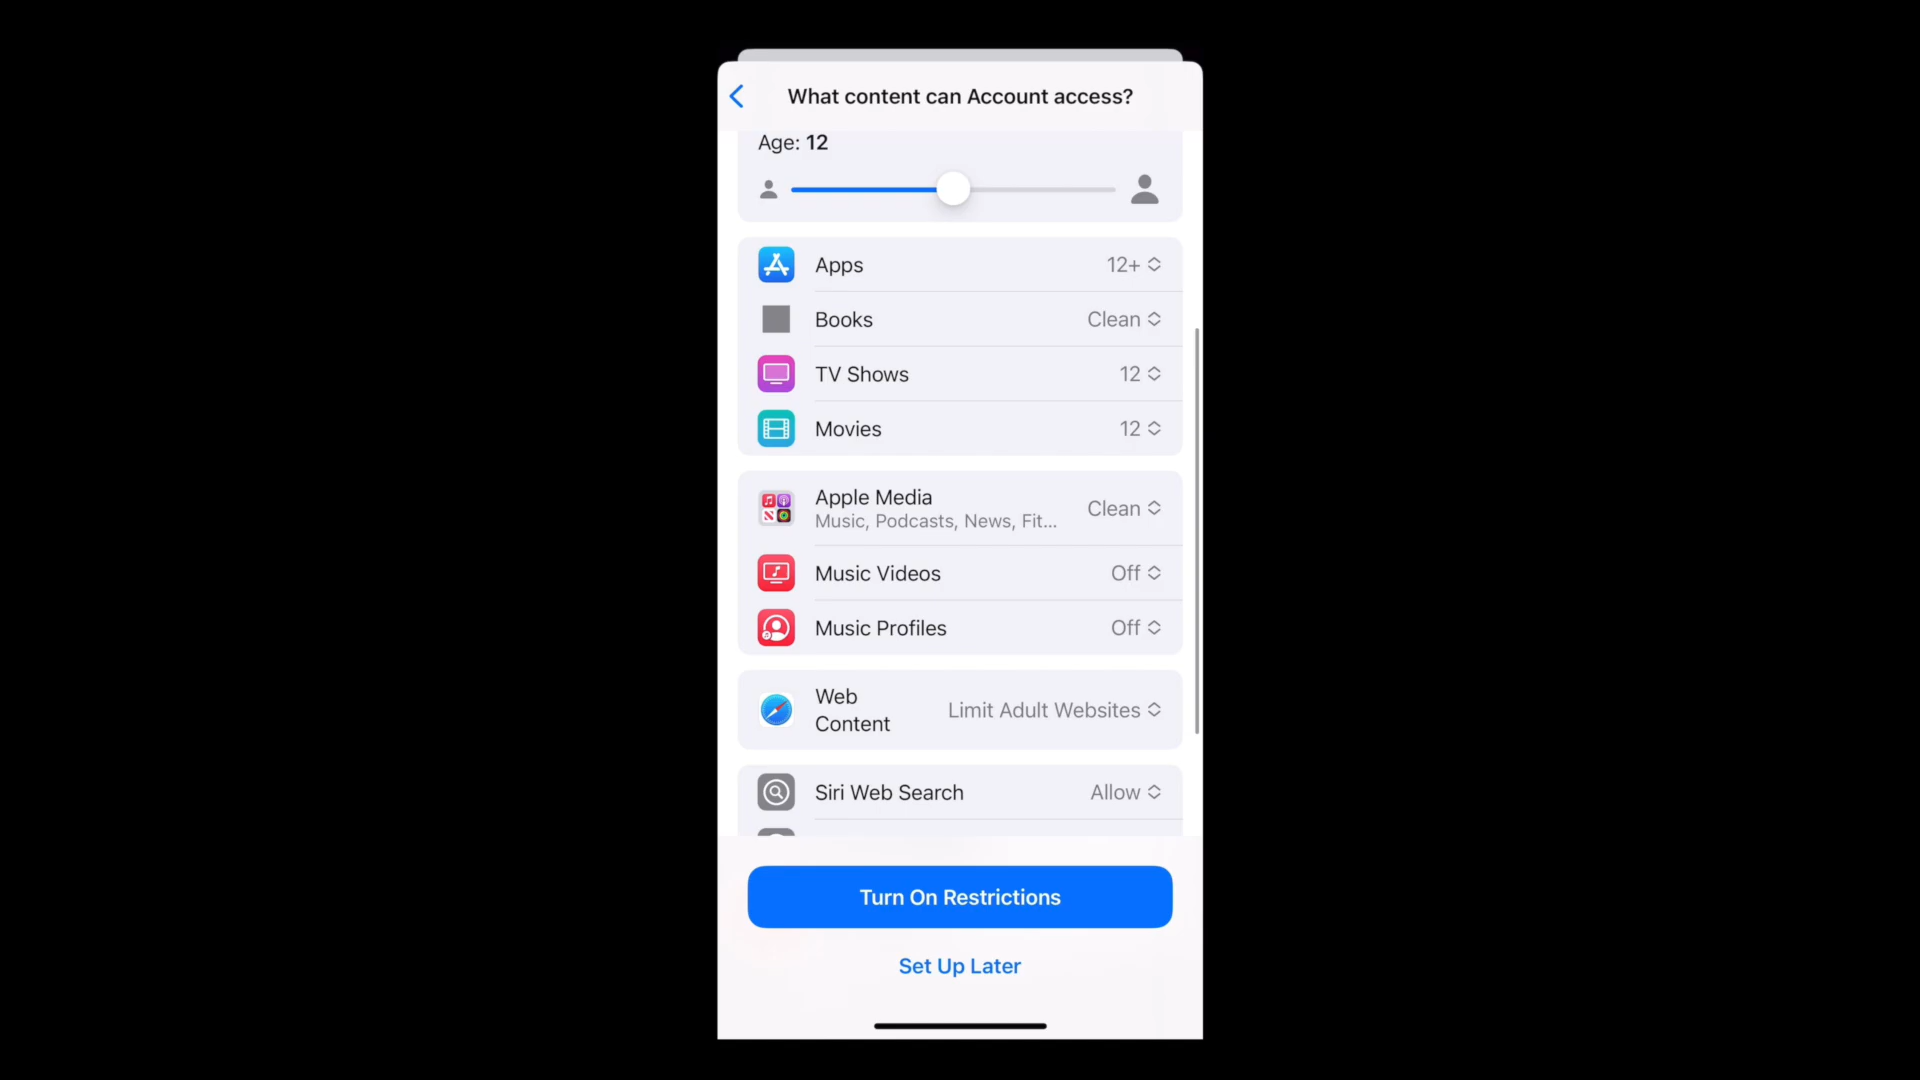 What content can Account access?
Age: 12
Apps 12+
Books Clean
TV Shows 12
Movies 12
Apple Media
Music, Podcasts, News, Fit...
Clean
Music Videos Off
Music Profiles Off
Web
Content
Limit Adult Websites
Siri Web Search Allow
Turn On Restrictions
Set Up Later